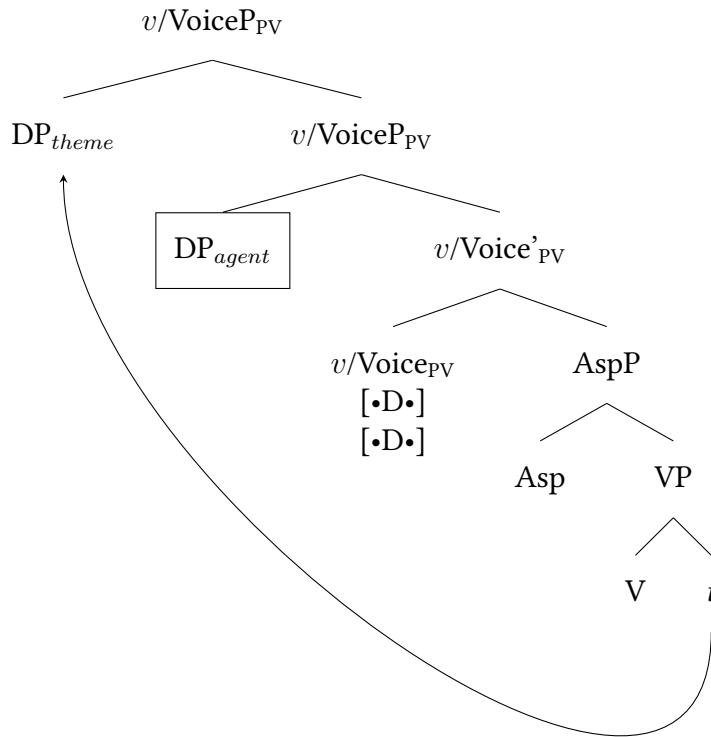 v/VoiceP_PV
DP_theme v/VoiceP_PV
DP_agent v/Voice’_PV
v/Voice_PV AspP
[•D•]
[•D•]
Asp VP
V